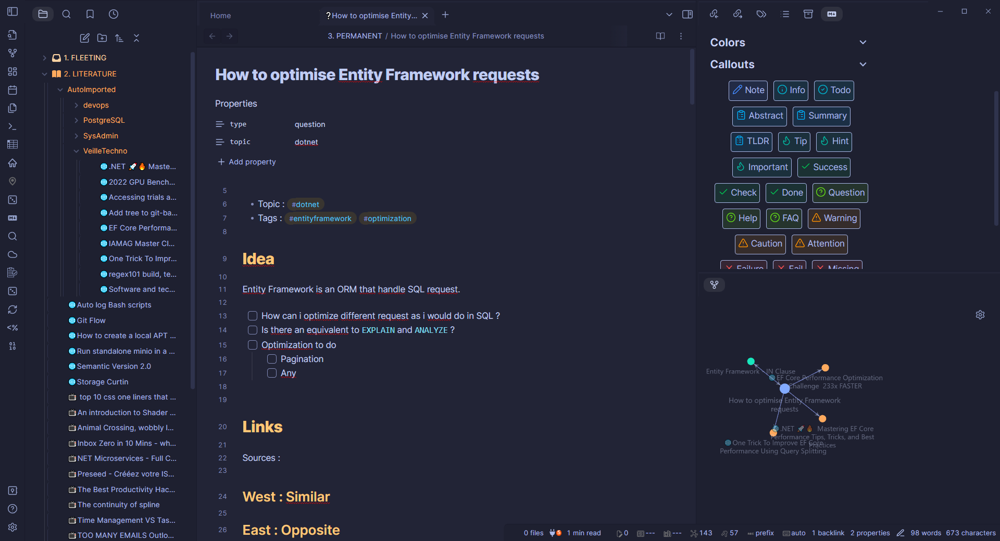 Home
?How to optimise Entity...
3. PERMANENT / How to optimise Entity Framework requests
1. FLEETING
2. LITERATURE
AutoImported
devops
PostgreSQL
SysAdmin
VeilleTechno
.NET 🚀🔥 Maste...
2022 GPU Bench...
Accessing trials a...
Add tree to git-ba...
EF Core Performa...
IAMAG Master Cl...
One Trick To Impr...
regex101 build, te...
Software and tec...
Auto log Bash scripts
Git Flow
How to create a local APT ...
Run standalone minio in a ...
Semantic Version 2.0
Storage Curtin
top 10 css one liners that ...
An introduction to Shader ...
Animal Crossing, wobbly l...
Inbox Zero in 10 Mins - wh...
NET Microservices - Full C...
Preseed - Crééez votre IS...
The Best Productivity Hac...
The continuity of spline
Time Management VS Tas...
TOO MANY EMAILS Outlo...
How to optimise Entity Framework requests
Properties
type question
topic dotnet
Add property
5
6 Topic : #dotnet
7 Tags : #entityframework #optimization
8
9 Idea
10
11 Entity Framework is an ORM that handle SQL request.
12
13 How can i optimize different request as i would do in SQL ?
14 Is there an equivalent to EXPLAIN and ANALYZE ?
15 Optimization to do
16 Pagination
17 Any
18
19
20 Links
21
22 Sources :
23
24 West : Similar
25
26 East : Opposite
Colors
Callouts
Note Info Todo
Abstract Summary
TLDR Tip Hint
Important Success
Check Done Question
Help FAQ Warning
Caution Attention
Failure Fail Missing
Entity Framework - IN Clause
EF Core Performance Optimization
Challenge 233x FASTER
How to optimise Entity Framework
requests
.NET 🚀🔥 Mastering EF Core
Performance Tips, Tricks, and Best
Practices
One Trick To Improve EF Core
Performance Using Query Splitting
0 files 5 1 min read 0 --- --- 143 57 prefix auto 1 backlink 2 properties 98 words 673 characters